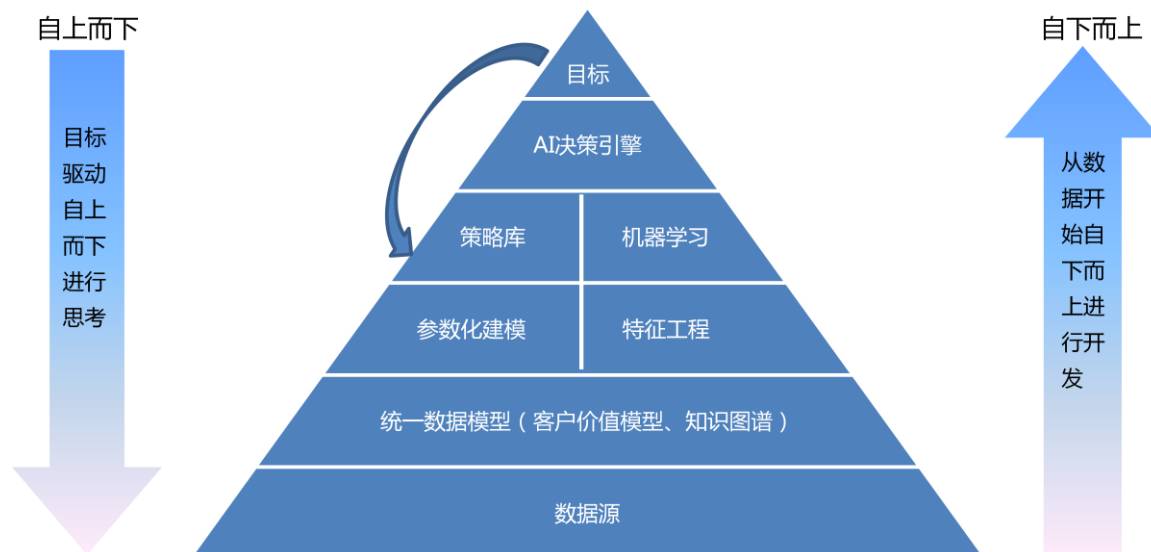 自上而下
自下而上
目标
驱动
自上
而下
进行
思考
目标
AI决策引擎
策略库
机器学习
参数化建模
特征工程
统一数据模型（客户价值模型、知识图谱）
数据源
从数
据开
始自
下而
上进
行开
发